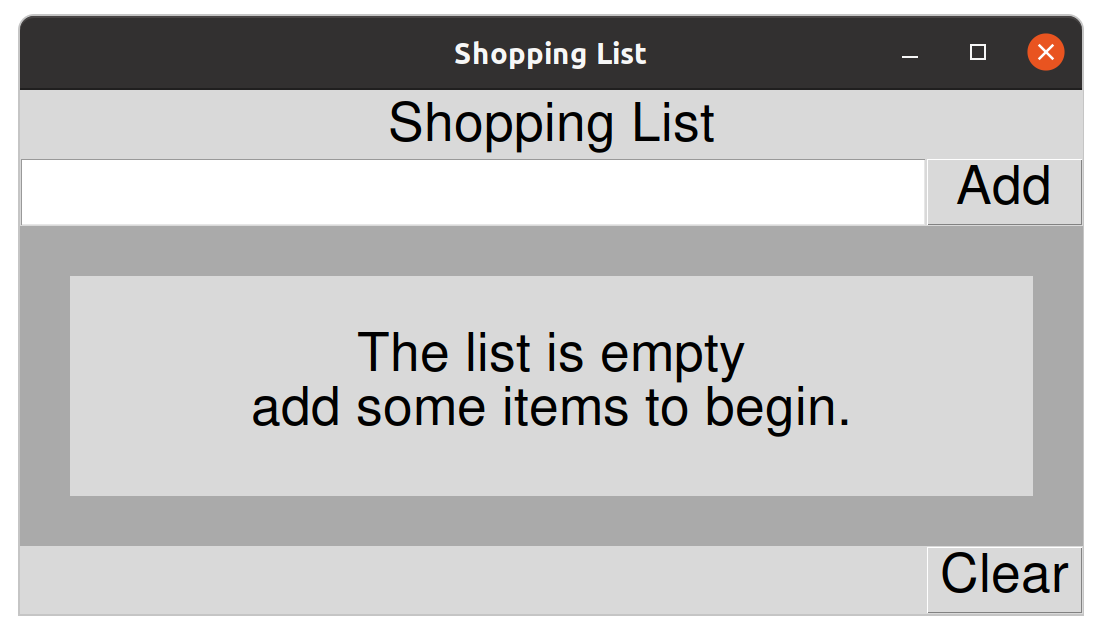 Shopping List
Shopping List
Add
The list is empty
add some items to begin.
Clear